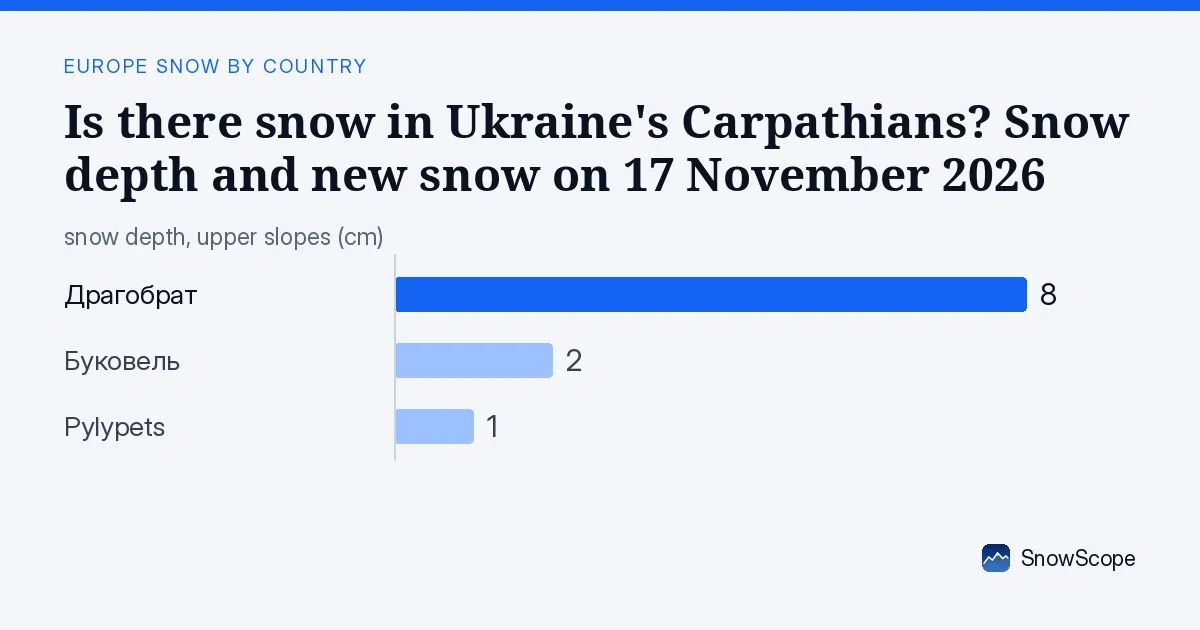 EUROPE SNOW BY COUNTRY
Is there snow in Ukraine's Carpathians? Snow
depth and new snow on 17 November 2026
snow depth, upper slopes (cm)
Драгобрат 8
Буковель 2
Pylypets 1
SnowScope